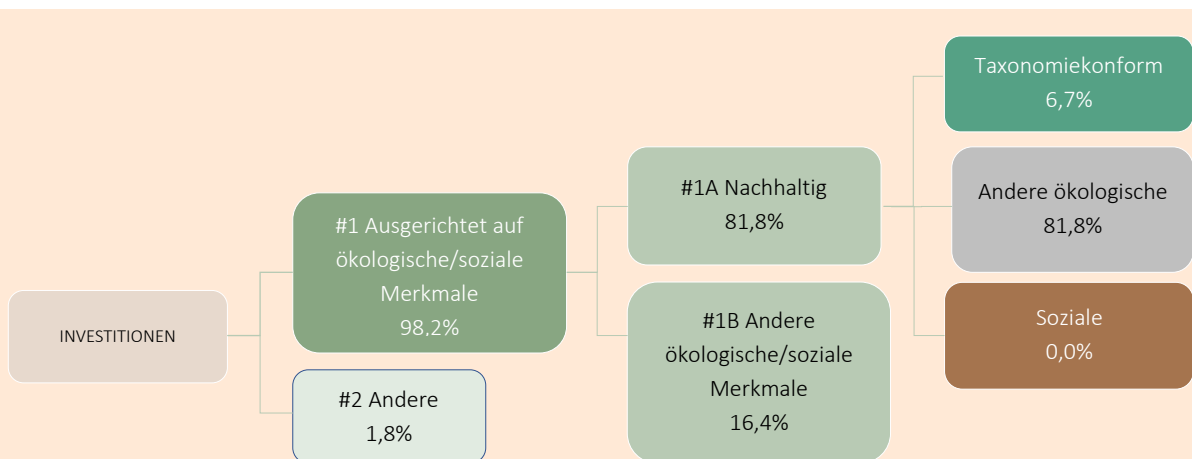 INVESTITIONEN
#1 Ausgerichtet auf
ökologische/soziale
Merkmale
98,2%
#2 Andere
1,8%
#1A Nachhaltig
81,8%
#1B Andere
ökologische/soziale
Merkmale
16,4%
Taxonomiekonform
6,7%
Andere ökologische
81,8%
Soziale
0,0%